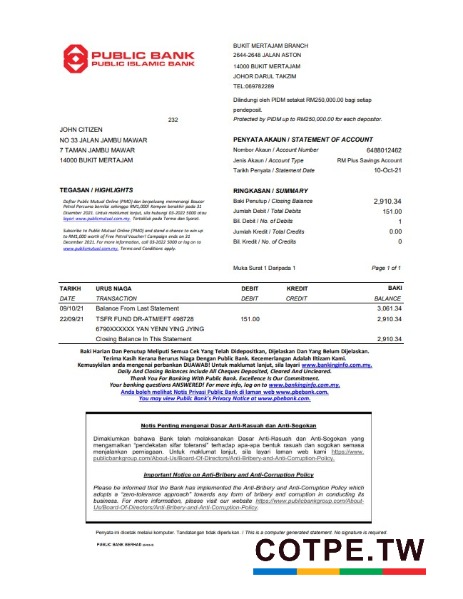 PUBLIC BANK
PUBLIC ISLAMIC BANK
BUKIT MERTAJAM BRANCH
2644-2648 JALAN ASTON
14000 BUKIT MERTAJAM
JOHOR DARUL TAKZIM
TEL:069782289
Dilindungi oleh PIDM setakat RM250,000.00 bagi setiap
pendeposit.
Protected by PIDM up to RM250,000.00 for each depositor.
232
JOHN CITIZEN
NO 33 JALAN JAMBU MAWAR
7 TAMAN JAMBU MAWAR
14000 BUKIT MERTAJAM
PENYATA AKAUN / STATEMENT OF ACCOUNT
Nombor Akaun / Account Number 6488012462
Jenis Akaun / Account Type RM Plus Savings Account
Tarikh Penyata / Statement Date 10-Oct-21
TEGASAN / HIGHLIGHTS
Daftar Public Mutual Online (PMO) dan berpeluang memenangi Baucar
Petrol Percuma bernilai sehingga RM1,000! Kempen berakhir pada 31
Disember 2021. Untuk maklumat lanjut, sila hubungi 03-2022 5000 atau
layari www.publicmutual.com.my. Tertakluk pada Terma dan Syarat.
Subscribe to Public Mutual Online (PMO) and stand a chance to win up
to RM1,000 worth of Free Petrol Voucher! Campaign ends on 31
December 2021. For more information, call 03-2022 5000 or log on to
www.publicmutual.com.my. Terms and Conditions apply.
RINGKASAN / SUMMARY
Baki Penutup / Closing Balance 2,910.34
Jumlah Debit / Total Debits 151.00
Bil. Debit / No. of Debits 1
Jumlah Kredit / Total Credits 0.00
Bil. Kredit / No. of Credits 0
Muka Surat 1 Daripada 1 Page 1 of 1
TARIKH URUS NIAGA DEBIT KREDIT BAKI
DATE TRANSACTION DEBIT CREDIT BALANCE
09/10/21 Balance From Last Statement 3,061.34
22/09/21 TSFR FUND DR-ATM/EFT 498728 151.00 2,910.34
6790XXXXXX YAN YENN YING JYING
Closing Balance In This Statement 2,910.34
Baki Harian Dan Penutup Meliputi Semua Cek Yang Telah Didepositkan, Dijelaskan Dan Yang Belum Dijelaskan.
Terima Kasih Kerana Berurus Niaga Dengan Public Bank. Kecemerlangan Adalah Iltizam Kami.
Kemusykilan anda mengenai perbankan DIJAWAB! Untuk maklumat lanjut, sila layari www.bankinginfo.com.my.
Daily And Closing Balances Include All Cheques Deposited, Cleared And Uncleared.
Thank You For Banking With Public Bank. Excellence Is Our Commitment.
Your banking questions ANSWERED! For more info, log on to www.bankinginfo.com.my.
Anda boleh melihat Notis Privasi Public Bank di laman web www.pbebank.com.
You may view Public Bank's Privacy Notice at www.pbebank.com.
Notis Penting mengenai Dasar Anti-Rasuah dan Anti-Sogokan
Dimaklumkan bahawa Bank telah melaksanakan Dasar Anti-Rasuah dan Anti-Sogokan yang
mengamalkan "pendekatan sifar toleransi" terhadap apa-apa bentuk rasuah dan sogokan semasa
menjalankan perniagaan. Untuk maklumat lanjut, sila layari laman web kami https://www.
publicbankgroup.com/About-Us/Board-Of-Directors/Anti-Bribery-and-Anti-Corruption-Policy.
Important Notice on Anti-Bribery and Anti-Corruption Policy
Please be informed that the Bank has implemented the Anti-Bribery and Anti-Corruption Policy which
adopts a "zero-tolerance approach" towards any form of bribery and corruption in conducting its
business. For more information, please visit our website https://www.publicbankgroup.com/About-
Us/Board-Of-Directors/Anti-Bribery-and-Anti-Corruption-Policy.
Penyata ini dicetak melalui komputer. Tandatangan tidak diperlukan. / This is a computer generated statement. No signature is required.
PUBLIC BANK BERHAD
COTPE.TW